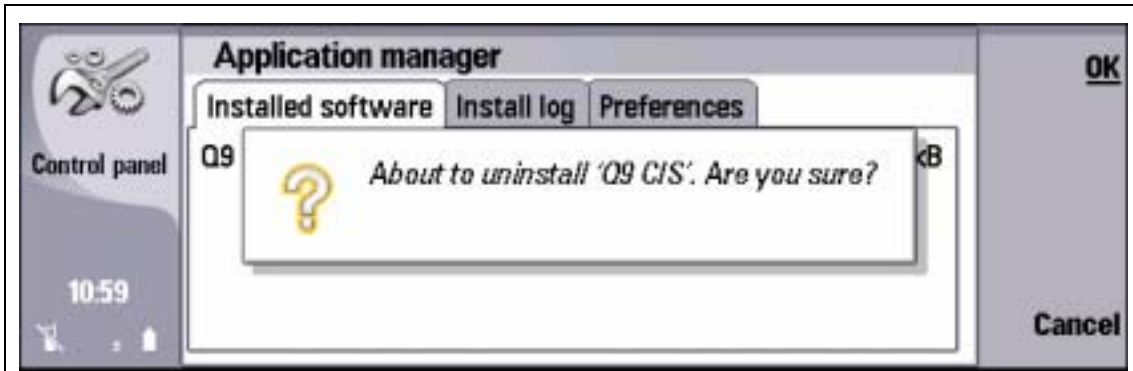 Application manager
OK
Installed software Install log Preferences
Control panel
Q9 kB
About to uninstall ‘Q9 CIS’. Are you sure?
10:59
Cancel